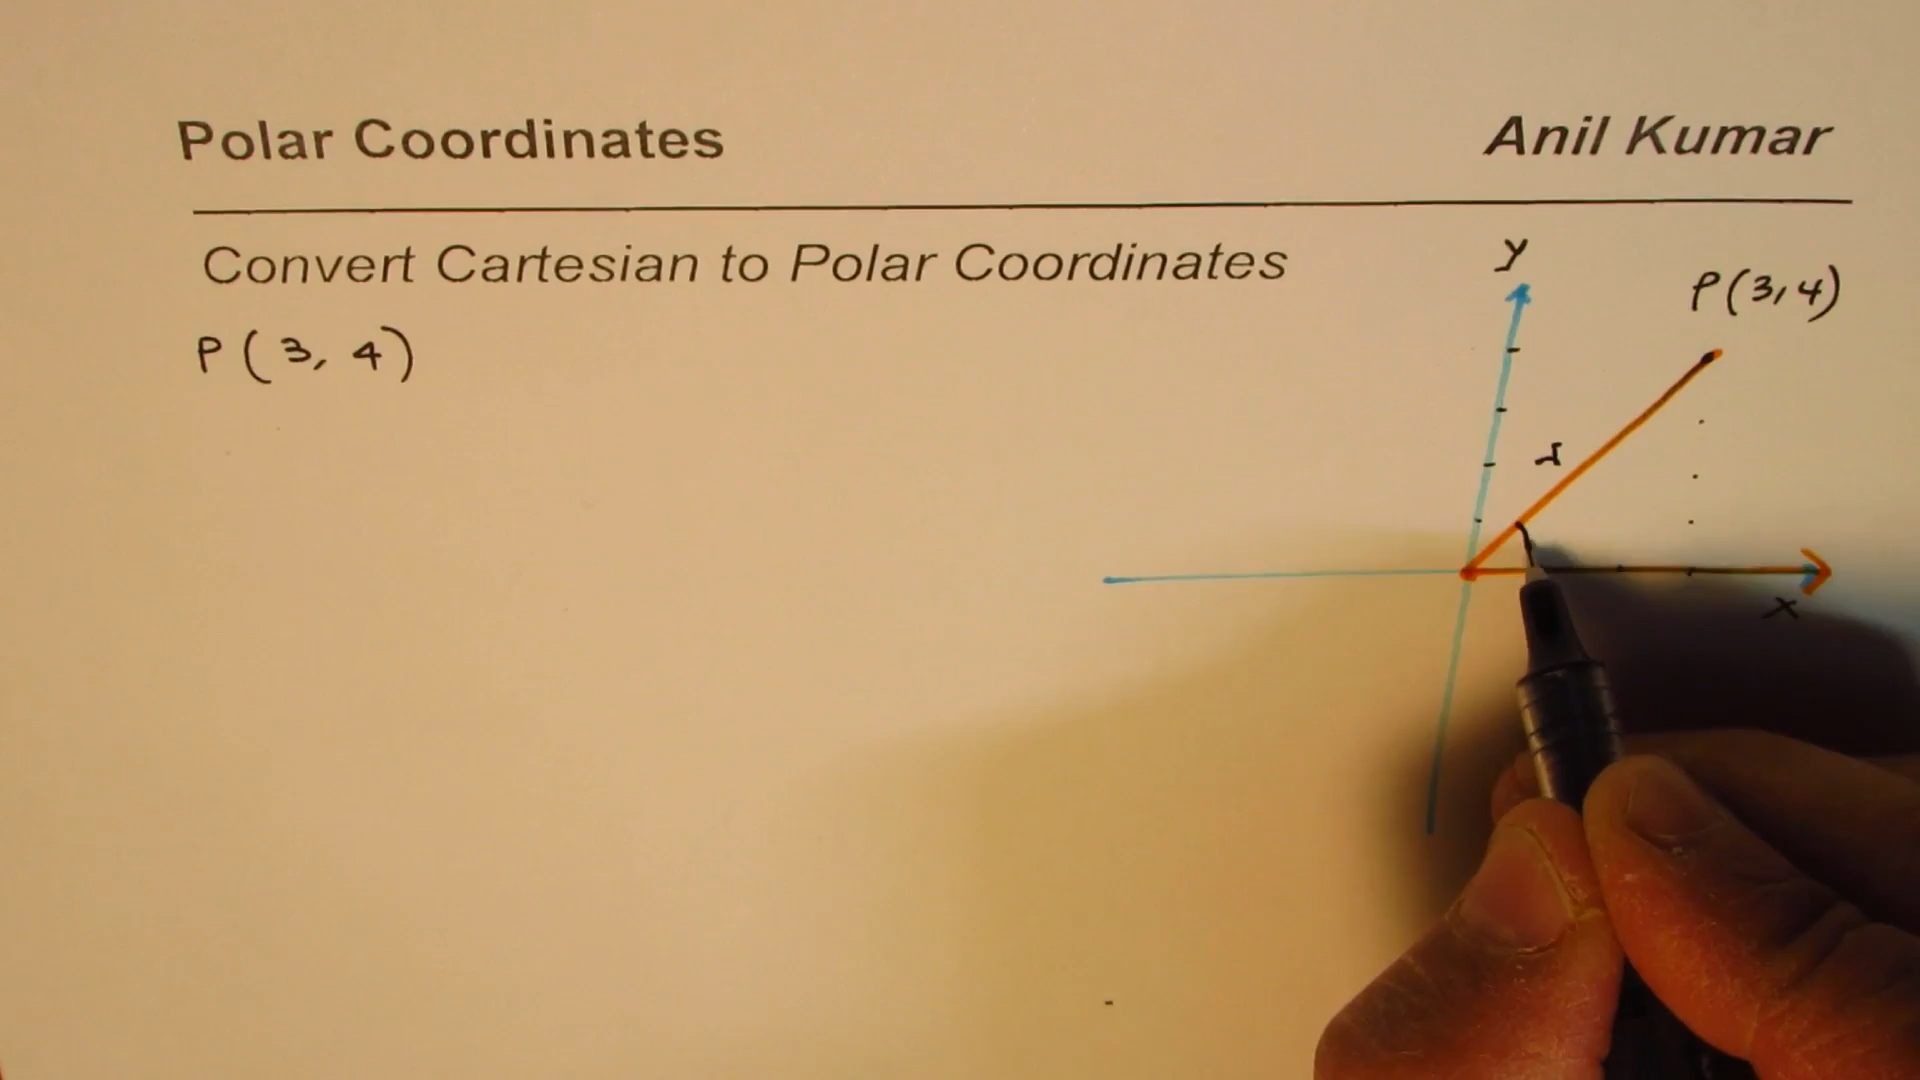 Polar Coordinates
Anil Kumar
Convert Cartesian to Polar Coordinates
P(3, 4)
y
P(3,4)
r
x